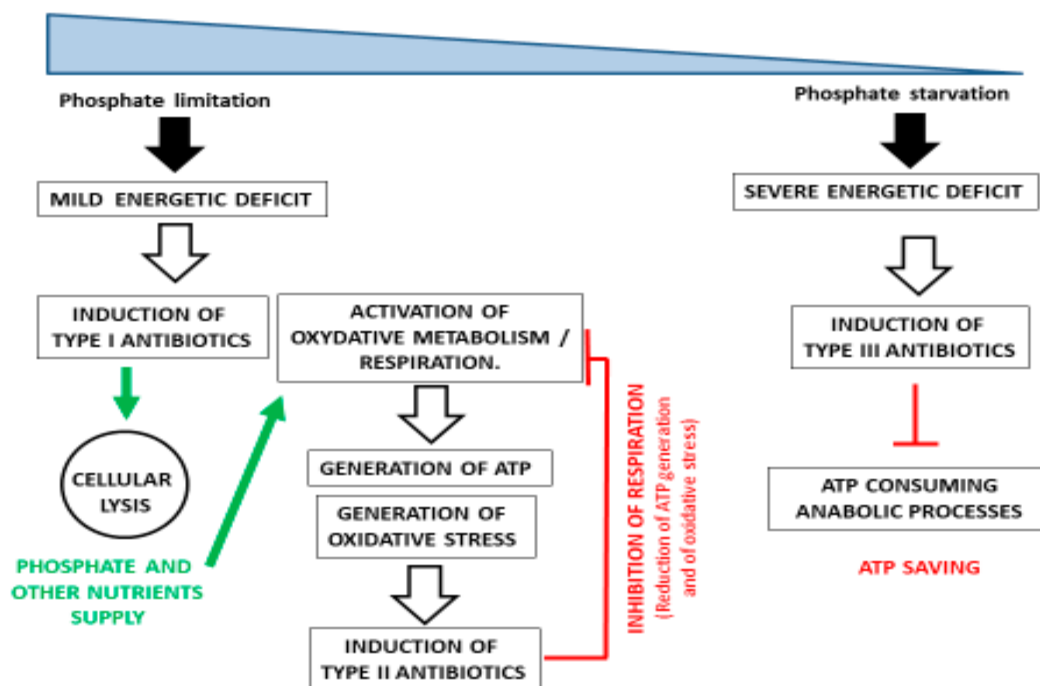 Phosphate limitation
Phosphate starvation
MILD ENERGETIC DEFICIT
SEVERE ENERGETIC DEFICIT
INDUCTION OF
TYPE I ANTIBIOTICS
ACTIVATION OF
OXYDATIVE METABOLISM /
RESPIRATION.
INDUCTION OF
TYPE III ANTIBIOTICS
CELLULAR
LYSIS
GENERATION OF ATP
GENERATION OF
OXIDATIVE STRESS
INHIBITION OF RESPIRATION
(Reduction of ATP generation
and of oxidative stress)
ATP CONSUMING
ANABOLIC PROCESSES
PHOSPHATE AND
OTHER NUTRIENTS
SUPPLY
ATP SAVING
INDUCTION OF
TYPE II ANTIBIOTICS